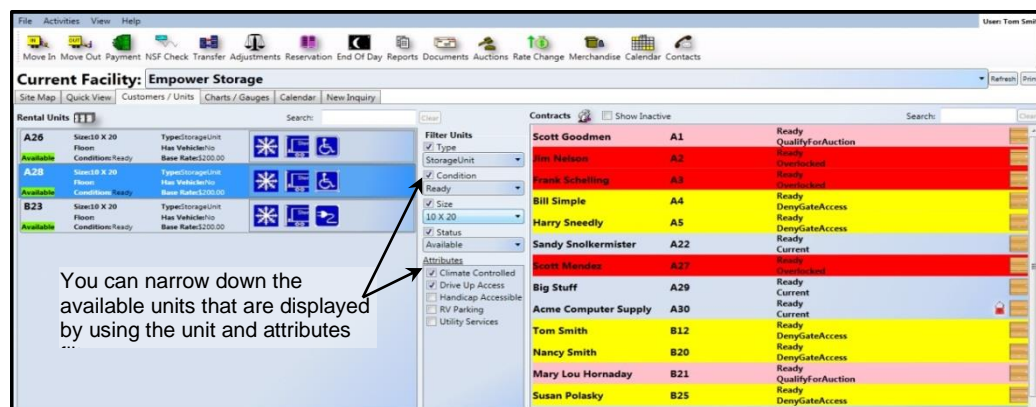 File Activities View Help
User: Tom Smi
Move In Move Out Payment NSF Check Transfer Adjustments Reservation End Of Day Reports Documents Auctions Rate Change Merchandise Calendar Contacts
Current Facility: Empower Storage Refresh Prin
Site Map Quick View Customers / Units Charts / Gauges Calendar New Inquiry
Rental Units Search: Clear
A26 Size:10 X 20 Type:StorageUnit
Floor: Has Vehicle:No
Available Condition:Ready Base Rate:$200.00
A28 Size:10 X 20 Type:StorageUnit
Floor: Has Vehicle:No
Available Condition:Ready Base Rate:$200.00
B23 Size:10 X 20 Type:StorageUnit
Floor: Has Vehicle:No
Available Condition:Ready Base Rate:$200.00
You can narrow down the
available units that are displayed
by using the unit and attributes
Filter Units
Type
StorageUnit
Condition
Ready
Size
10 X 20
Status
Available
Attributes
Climate Controlled
Drive Up Access
Handicap Accessible
RV Parking
Utility Services
Contracts Show Inactive Search: Clear
Scott Goodmen A1 Ready
QualifyForAuction
Jim Nelson A2 Ready
Overlocked
Frank Schelling A3 Ready
Overlocked
Bill Simple A4 Ready
DenyGateAccess
Harry Sneedly A5 Ready
DenyGateAccess
Sandy Snolkermister A22 Ready
Current
Scott Mendez A27 Ready
Overlocked
Big Stuff A29 Ready
Current
Acme Computer Supply A30 Ready
Current
Tom Smith B12 Ready
DenyGateAccess
Nancy Smith B20 Ready
DenyGateAccess
Mary Lou Hornaday B21 Ready
QualifyForAuction
Susan Polasky B25 Ready
DenyGateAccess